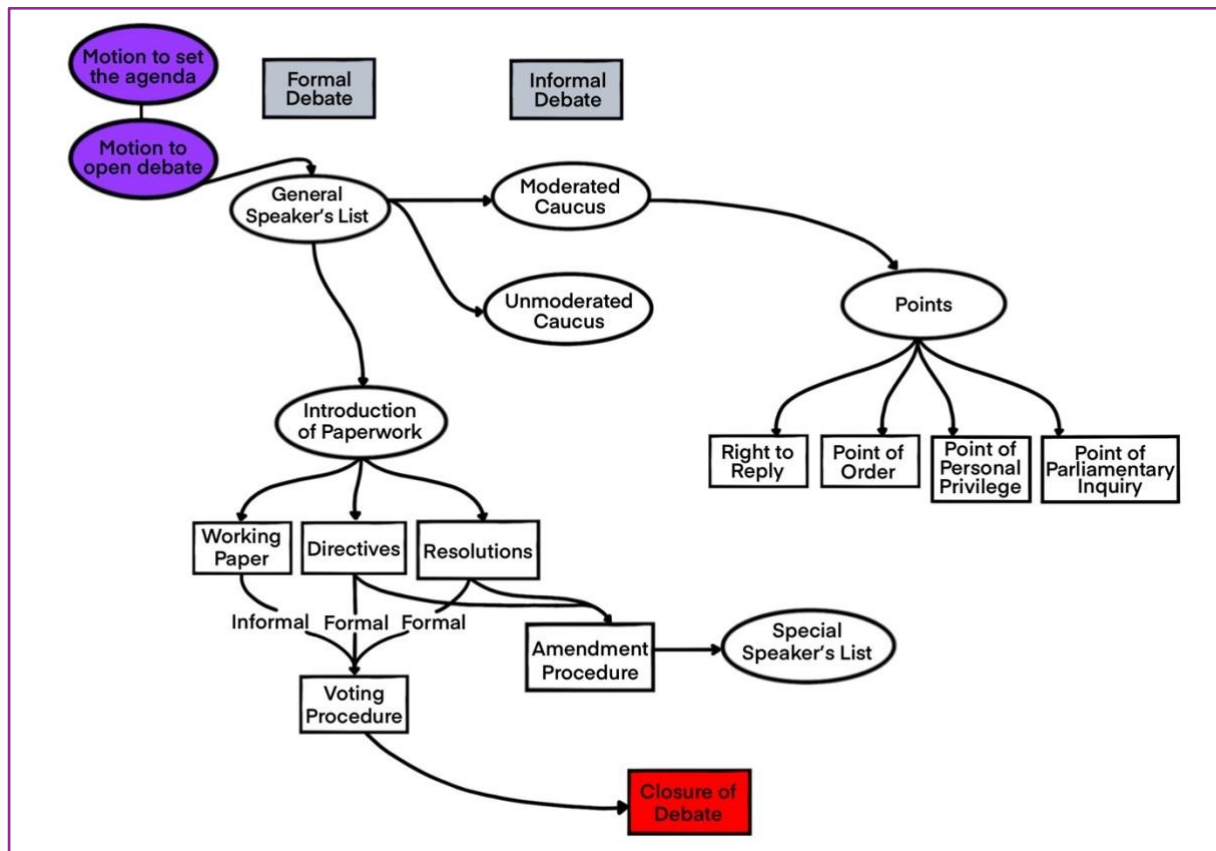 Motion to set
the agenda
Formal
Debate
Informal
Debate
Motion to
open debate
General
Speaker's List
Moderated
Caucus
Unmoderated
Caucus
Points
Introduction
of Paperwork
Right to
Reply
Point of
Order
Point of
Personal
Privilege
Point of
Parliamentary
Inquiry
Working
Paper
Directives
Resolutions
Informal
Formal
Formal
Amendment
Procedure
Special
Speaker's List
Voting
Procedure
Closure of
Debate